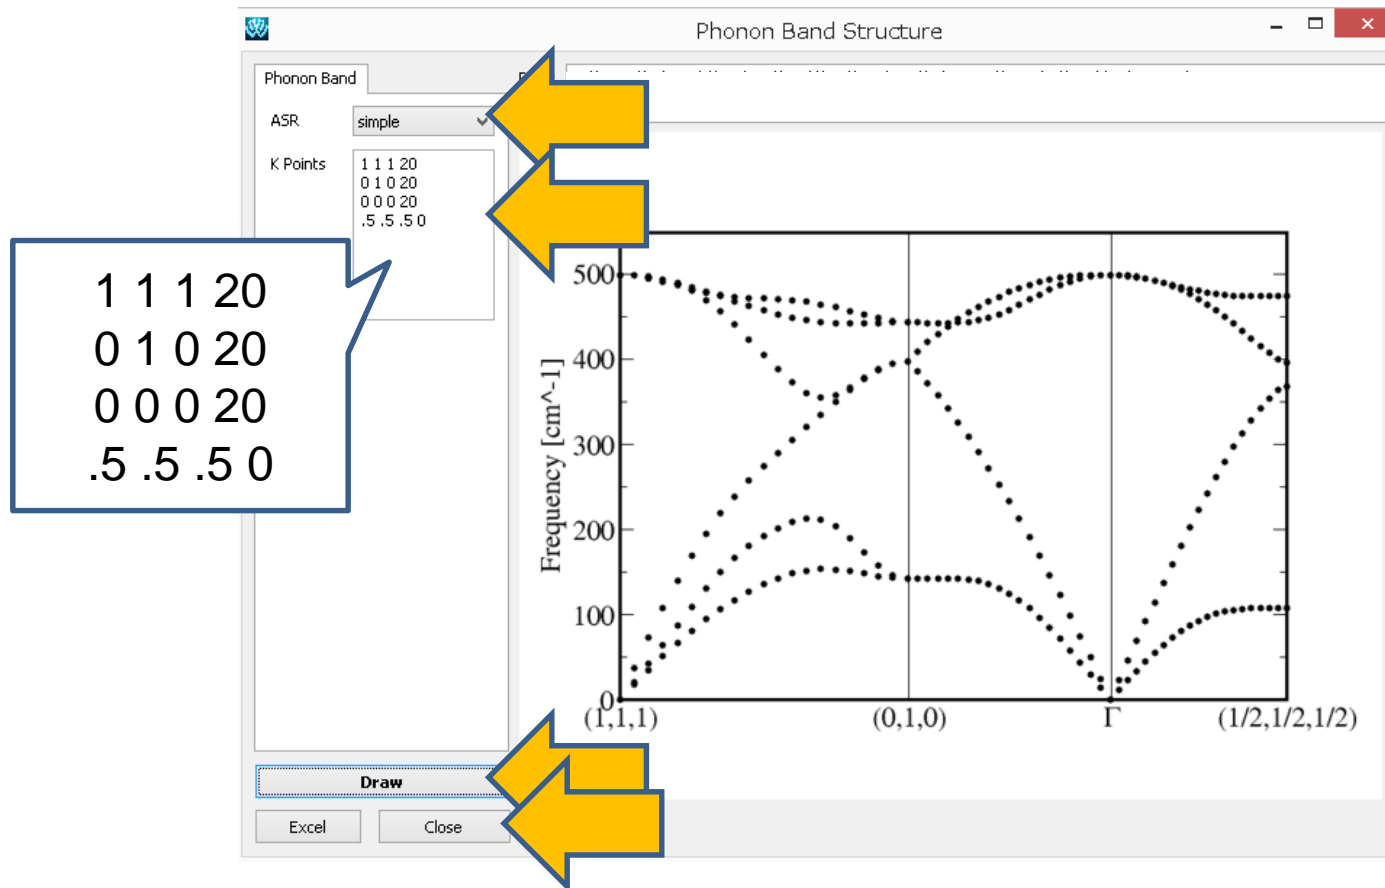 Phonon Band Structure
Phonon Band
ASR
simple
K Points
1 1 1 20
0 1 0 20
0 0 0 20
.5 .5 .5 0
1 1 1 20
0 1 0 20
0 0 0 20
.5 .5 .5 0
Frequency [cm^-1]
500
400
300
200
100
0
(1,1,1)
(0,1,0)
Γ
(1/2,1/2,1/2)
Draw
Excel
Close